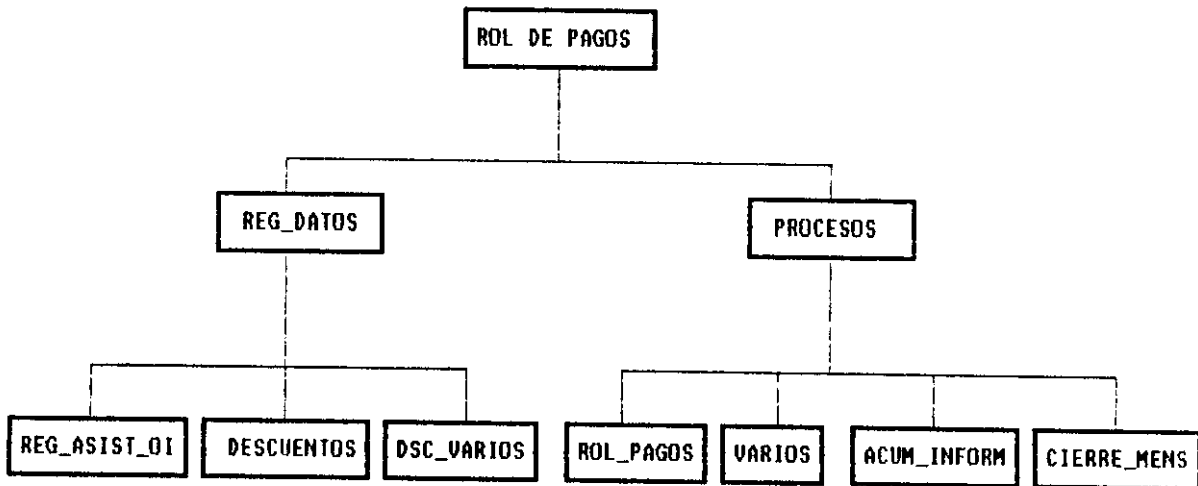 ROL DE PAGOS
REG_DATOS
PROCESOS
REG_ASIST_OI
DESCUENTOS
DSC_VARIOS
ROL_PAGOS
VARIOS
ACUM_INFORM
CIERRE_MENS